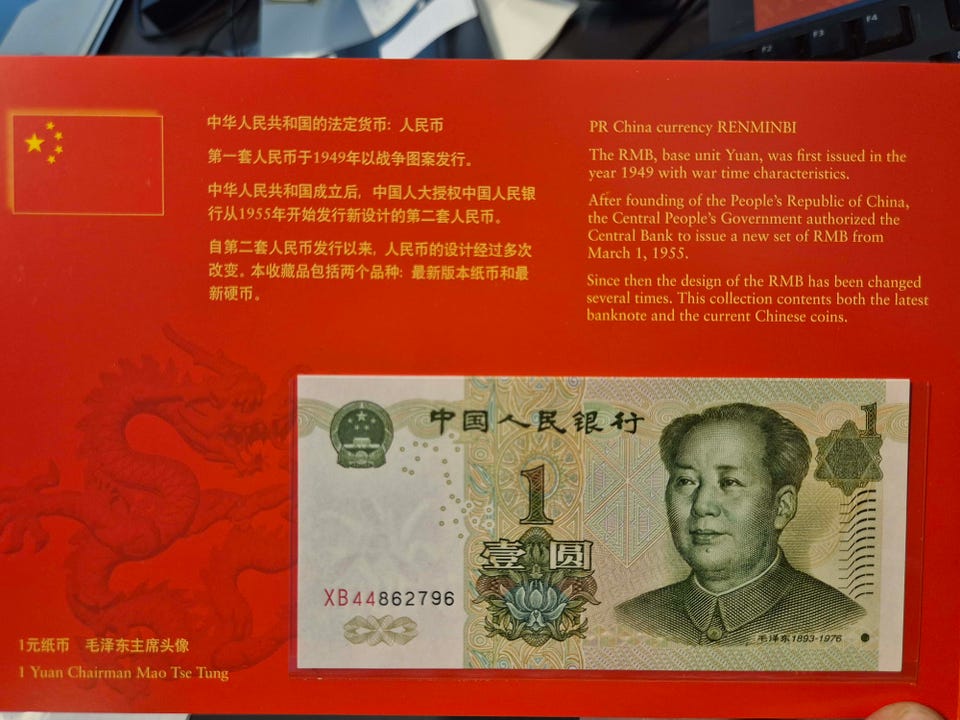 F2
F3
F4
中华人民共和国的法定货币：人民币
第一套人民币于1949年以战争图案发行。
中华人民共和国成立后，中国人大授权中国人民银
行从1955年开始发行新设计的第二套人民币。
自第二套人民币发行以来，人民币的设计经过多次
改变。本收藏品包括两个品种：最新版本纸币和最
新硬币。
PR China currency RENMINBI
The RMB, base unit Yuan, was first issued in the
year 1949 with war time characteristics.
After founding of the People's Republic of China,
the Central People's Government authorized the
Central Bank to issue a new set of RMB from
March 1, 1955.
Since then the design of the RMB has been changed
several times. This collection contents both the latest
banknote and the current Chinese coins.
中国人民银行
1
1
壹圆
XB44862796
毛泽东1893-1976
1元纸币 毛泽东主席头像
1 Yuan Chairman Mao Tse Tung